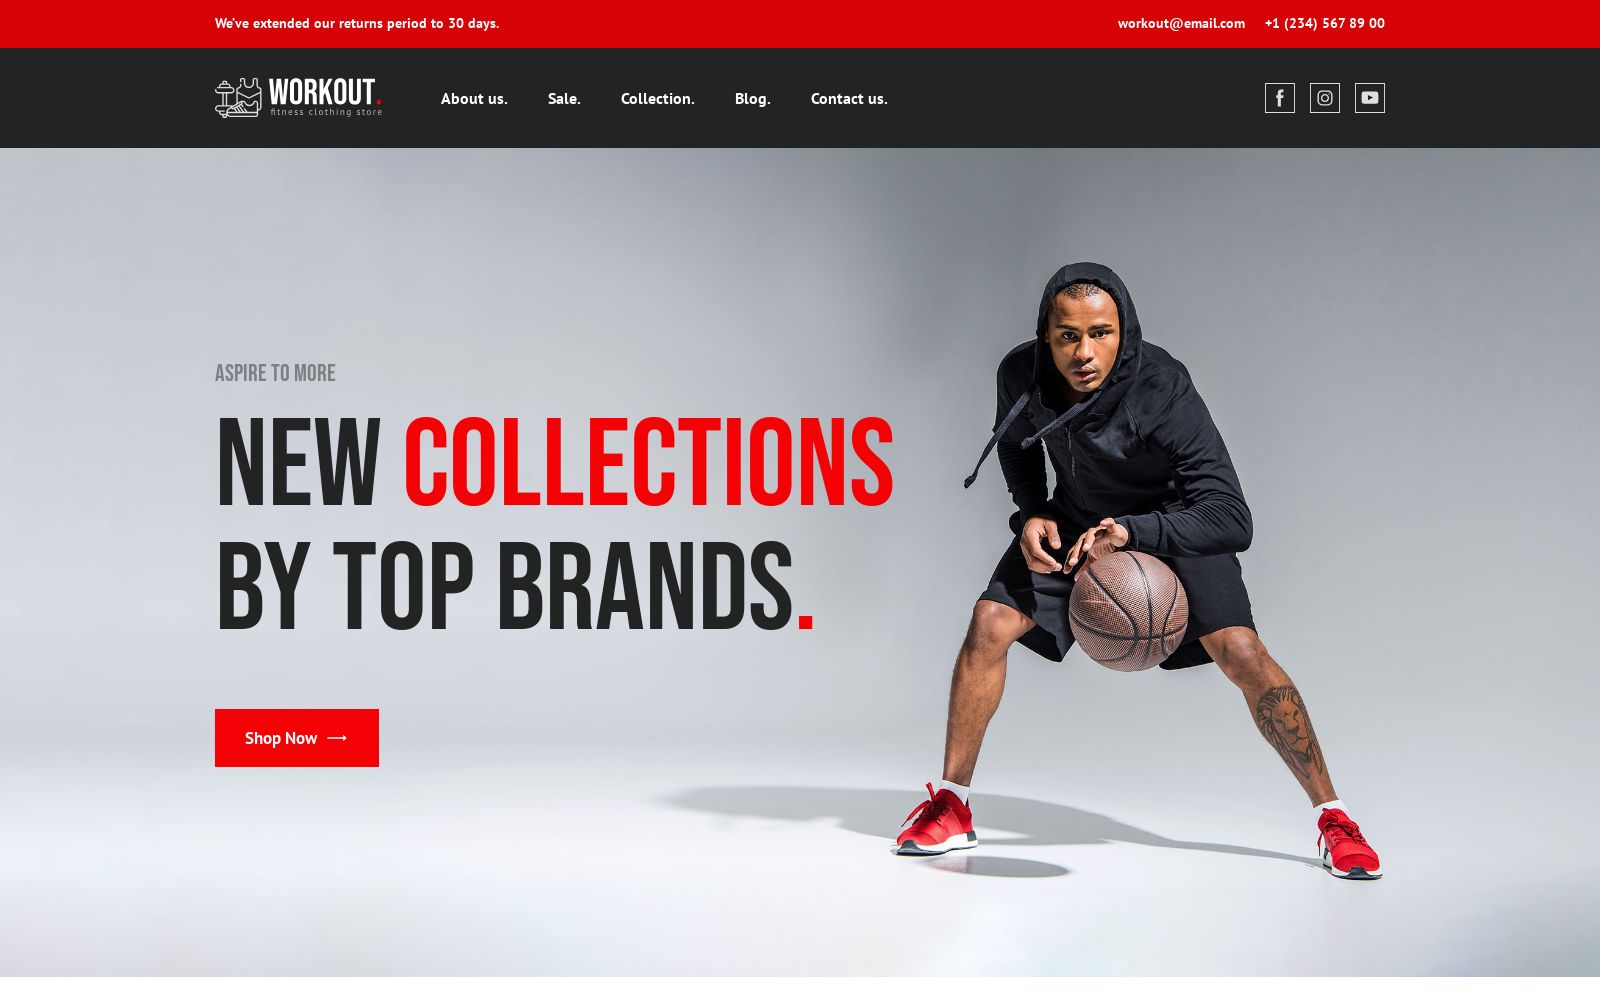 We've extended our returns period to 30 days.
workout@email.com +1 (234) 567 89 00
WORKOUT.
fitness clothing store
About us. Sale. Collection. Blog. Contact us.
ASPIRE TO MORE
NEW COLLECTIONS
BY TOP BRANDS.
Shop Now